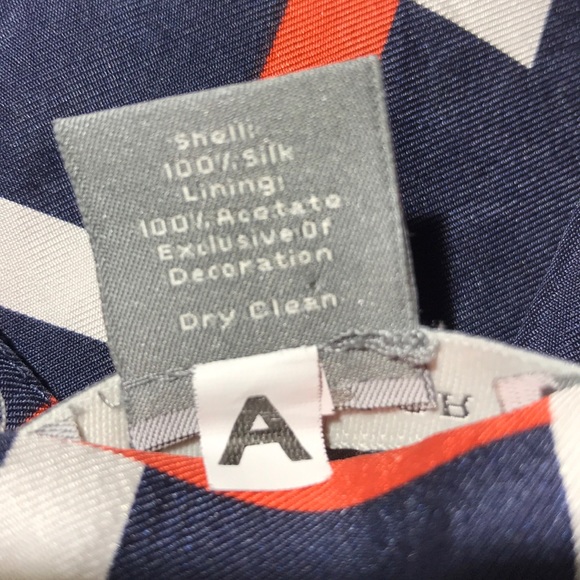 Shell:
100% Silk
Lining:
100% Acetate
Exclusive Of
Decoration
Dry Clean
A